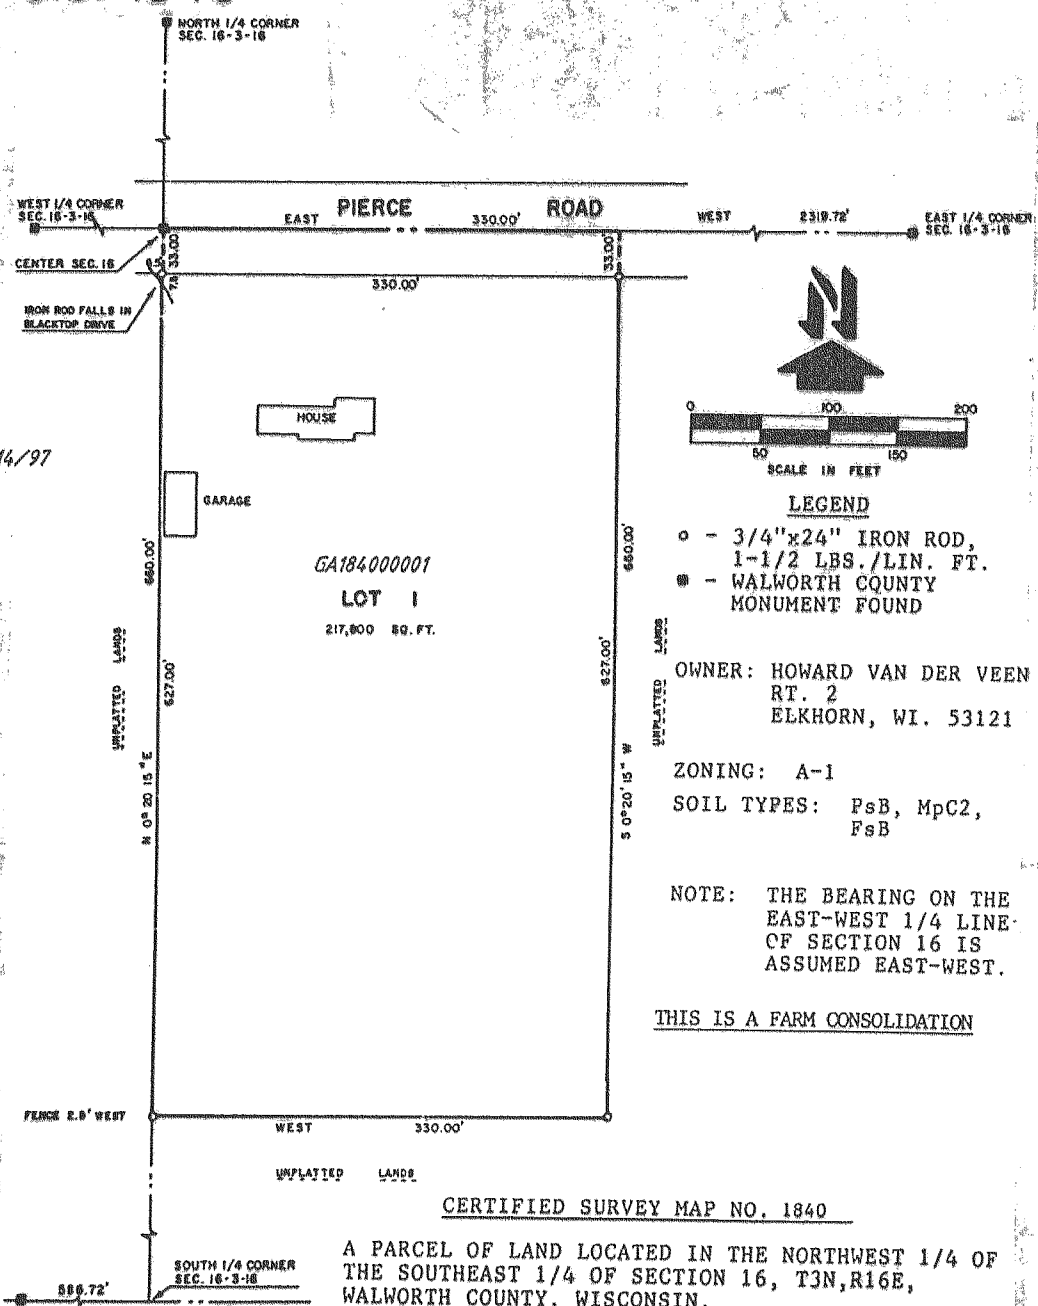 NORTH 1/4 CORNER
SEC. 16-3-16
WEST 1/4 CORNER
SEC. 16-3-16
EAST
PIERCE ROAD
330.00'
WEST
2319.72'
EAST 1/4 CORNER
SEC. 16-3-16
CENTER SEC. 16
33.00
33.00'
330.00'
IRON ROD FALLS IN
BLACKTOP DRIVE
0 100 200
50 150
SCALE IN FEET
HOUSE
14/97
GARAGE
LEGEND
o - 3/4"x24" IRON ROD,
1-1/2 LBS./LIN. FT.
- WALWORTH COUNTY
MONUMENT FOUND
660.00'
660.00'
GA184000001
LOT 1
217,800 SQ. FT.
UNPLATTED LANDS
627.00'
627.00'
UNPLATTED LANDS
OWNER: HOWARD VAN DER VEEN
RT. 2
ELKHORN, WI. 53121
N 0° 20 15 "E
S 0°20' 15" W
ZONING: A-1
SOIL TYPES: PsB, MpC2,
FsB
NOTE: THE BEARING ON THE
EAST-WEST 1/4 LINE
OF SECTION 16 IS
ASSUMED EAST-WEST.
THIS IS A FARM CONSOLIDATION
FENCE 2.8' WEST
WEST
330.00'
UNPLATTED LANDS
CERTIFIED SURVEY MAP NO. 1840
A PARCEL OF LAND LOCATED IN THE NORTHWEST 1/4 OF
THE SOUTHEAST 1/4 OF SECTION 16, T3N,R16E,
WALWORTH COUNTY, WISCONSIN.
SOUTH 1/4 CORNER
SEC. 16-3-16